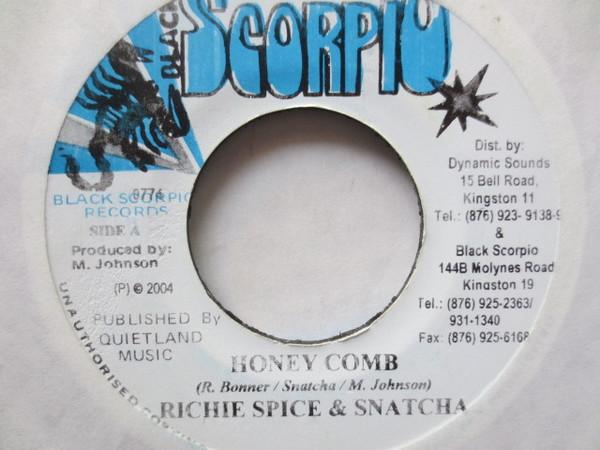 BLACK
SCORPIO
BLACK SCORPIO
RECORDS
SIDE A
Produced by:
M. Johnson
(P) © 2004
PUBLISHED By
QUIETLAND
MUSIC
UNAUTHORISED
Dist. by:
Dynamic Sounds
15 Bell Road,
Kingston 11
Tel.: (876) 923- 9138-9
&
Black Scorpio
144B Molynes Road
Kingston 19
Tel.: (876) 925-2363/
931-1340
Fax: (876) 925-6168
HONEY COMB
(R. Bonner / Snatcha / M. Johnson)
RICHIE SPICE & SNATCHA